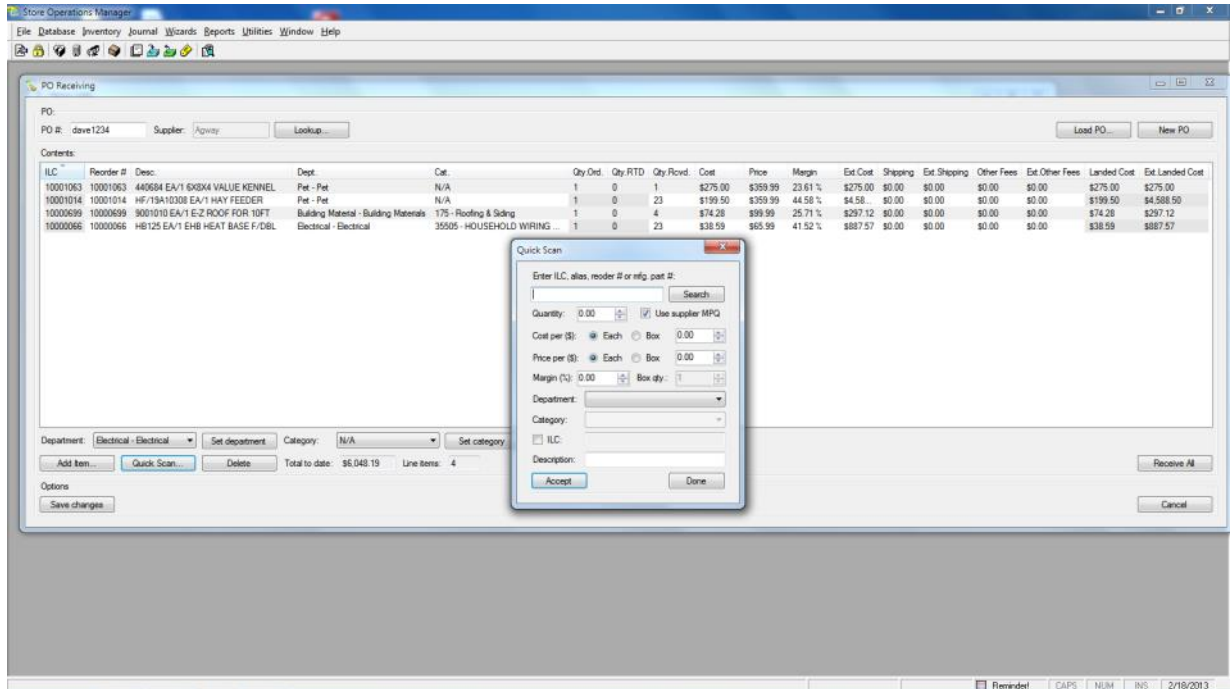 Store Operations Manager
File Database Inventory Journal Wizards Reports Utilities Window Help
PO Receiving
PO:
PO #: dave1234 Supplier: Agway Lookup... Load PO... New PO
Contents:
ILC Reorder # Desc. Dept. Cat. Qty.Ord. Qty.RTD Qty.Rcvd. Cost Price Margin Ext.Cost Shipping Ext.Shipping Other Fees Ext.Other Fees Landed Cost Ext.Landed Cost
10001063 10001063 440684 EA/1 6X8X4 VALUE KENNEL Pet - Pet N/A 1 0 1 $275.00 $359.99 23.61 % $275.00 $0.00 $0.00 $0.00 $0.00 $275.00 $275.00
10001014 10001014 HF/19A10308 EA/1 HAY FEEDER Pet - Pet N/A 1 0 23 $199.50 $359.99 44.58 % $4,58... $0.00 $0.00 $0.00 $0.00 $199.50 $4,588.50
10000699 10000699 9001010 EA/1 E-Z ROOF FOR 10FT Building Material - Building Materials 175 - Roofing & Siding 1 0 4 $74.28 $99.99 25.71 % $297.12 $0.00 $0.00 $0.00 $0.00 $74.28 $297.12
10000066 10000066 HB125 EA/1 EHB HEAT BASE F/DBL Electrical - Electrical 35505 - HOUSEHOLD WIRING ... 1 0 23 $38.59 $65.99 41.52 % $887.57 $0.00 $0.00 $0.00 $0.00 $38.59 $887.57
Quick Scan
Enter ILC, alias, reoder # or mfg. part #:
Search
Quantity: 0.00 Use supplier MPQ
Cost per ($): Each Box 0.00
Price per ($): Each Box 0.00
Margin (%): 0.00 Box qty.: 1
Department:
Category:
ILC:
Description:
Accept Done
Department: Electrical - Electrical Set department Category: N/A Set category
Add Item... Quick Scan... Delete Total to date: $6,048.19 Line items: 4 Receive All
Options
Save changes Cancel
Reminder! CAPS NUM INS 2/18/2013